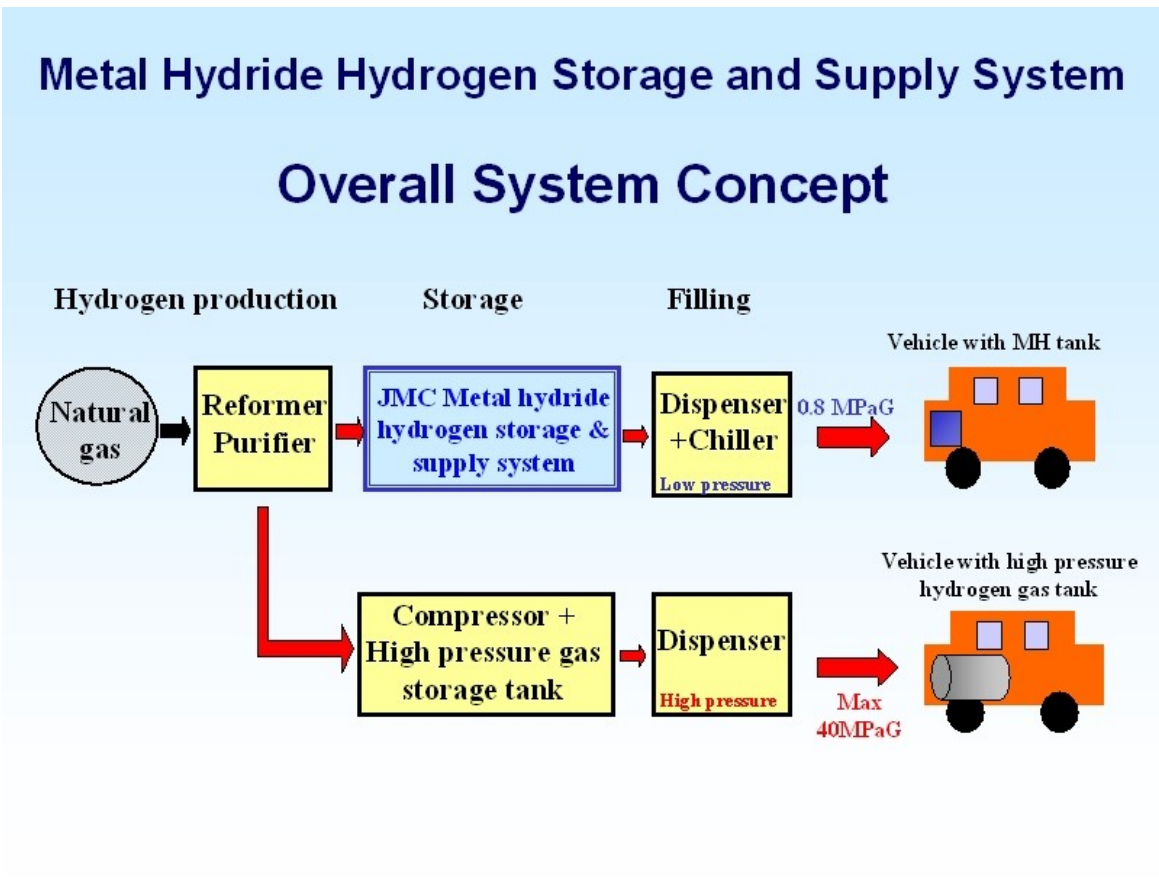 Metal Hydride Hydrogen Storage and Supply System
Overall System Concept
Hydrogen production
Storage
Filling
Vehicle with MH tank
Natural
gas
Reformer
Purifier
JMC Metal hydride
hydrogen storage &
supply system
Dispenser
+Chiller
Low pressure
0.8 MPaG
Vehicle with high pressure
hydrogen gas tank
Compressor +
High pressure gas
storage tank
Dispenser
High pressure
Max
40MPaG